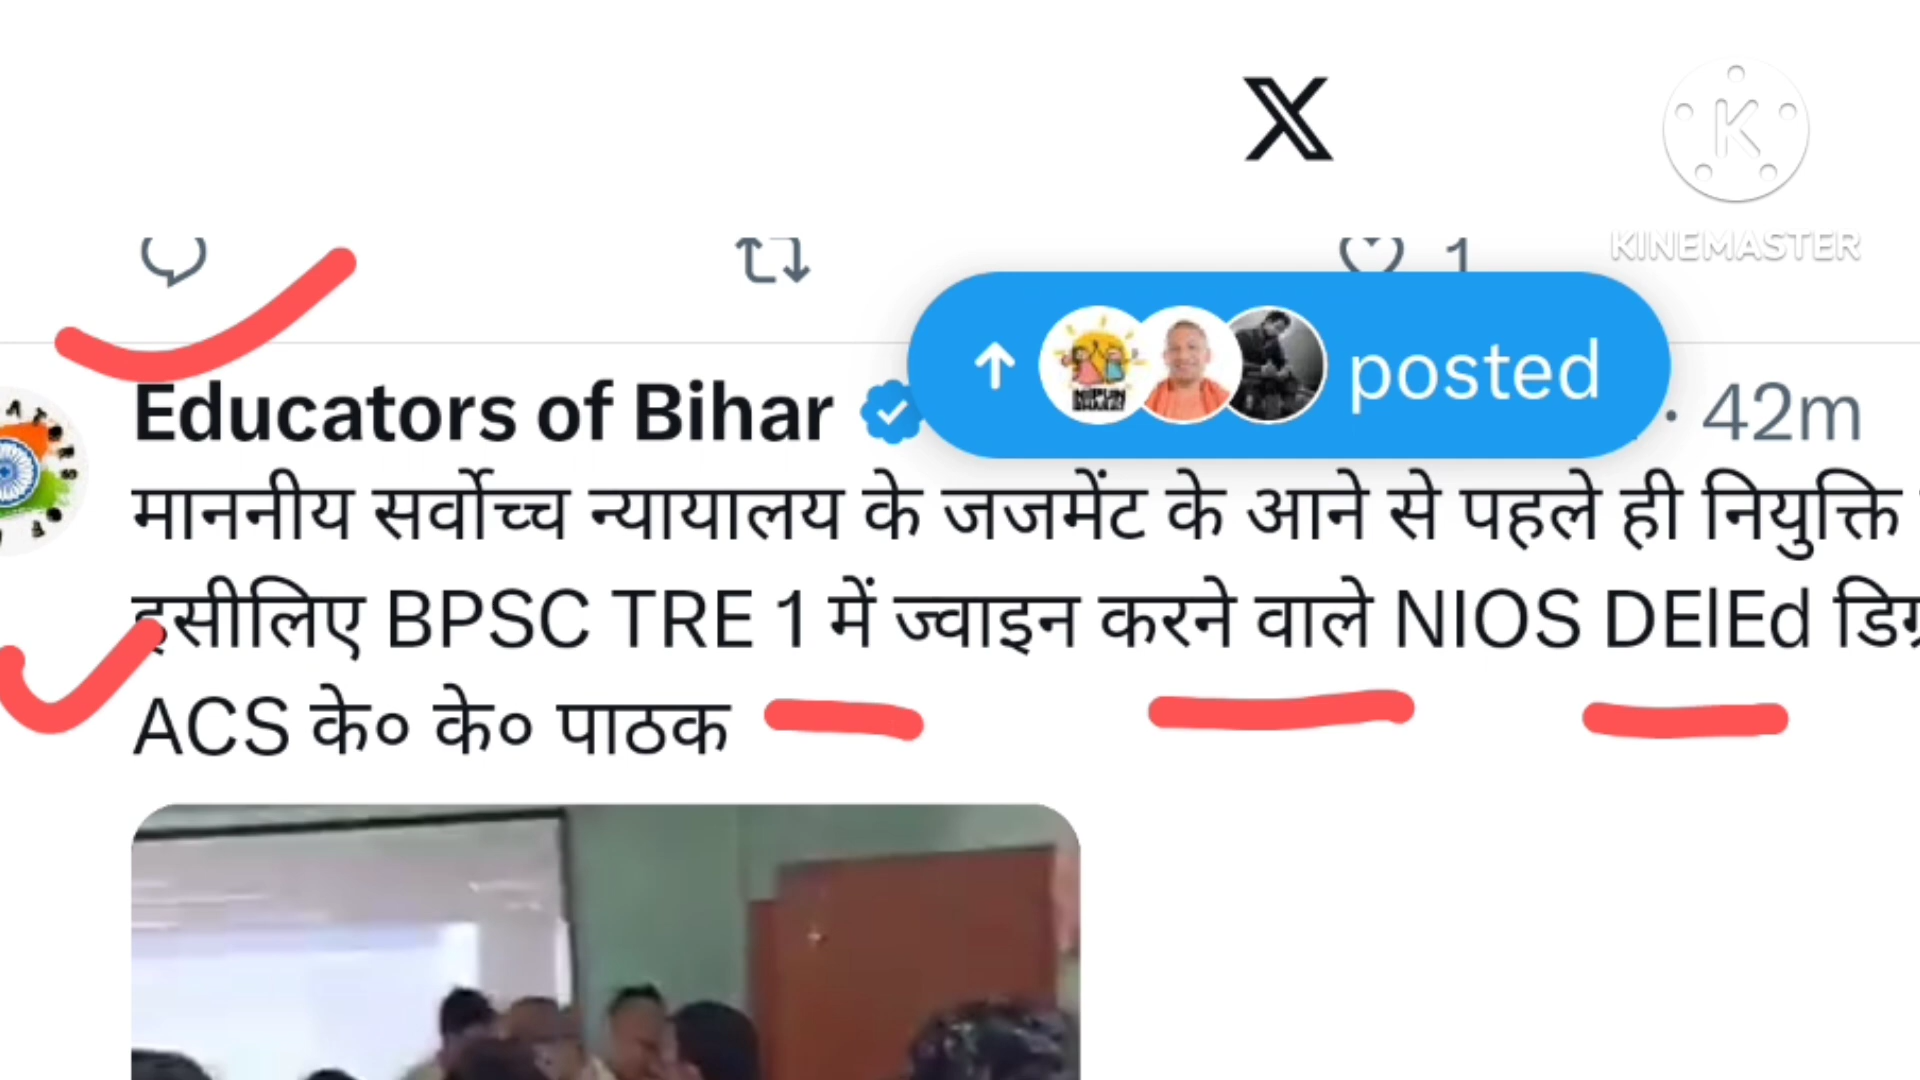 KINEMASTER
1
posted
Educators of Bihar · 42m
माननीय सर्वोच्च न्यायालय के जजमेंट के आने से पहले ही नियुक्ति
इसीलिए BPSC TRE 1 में ज्वाइन करने वाले NIOS DElEd
ACS के० के० पाठक